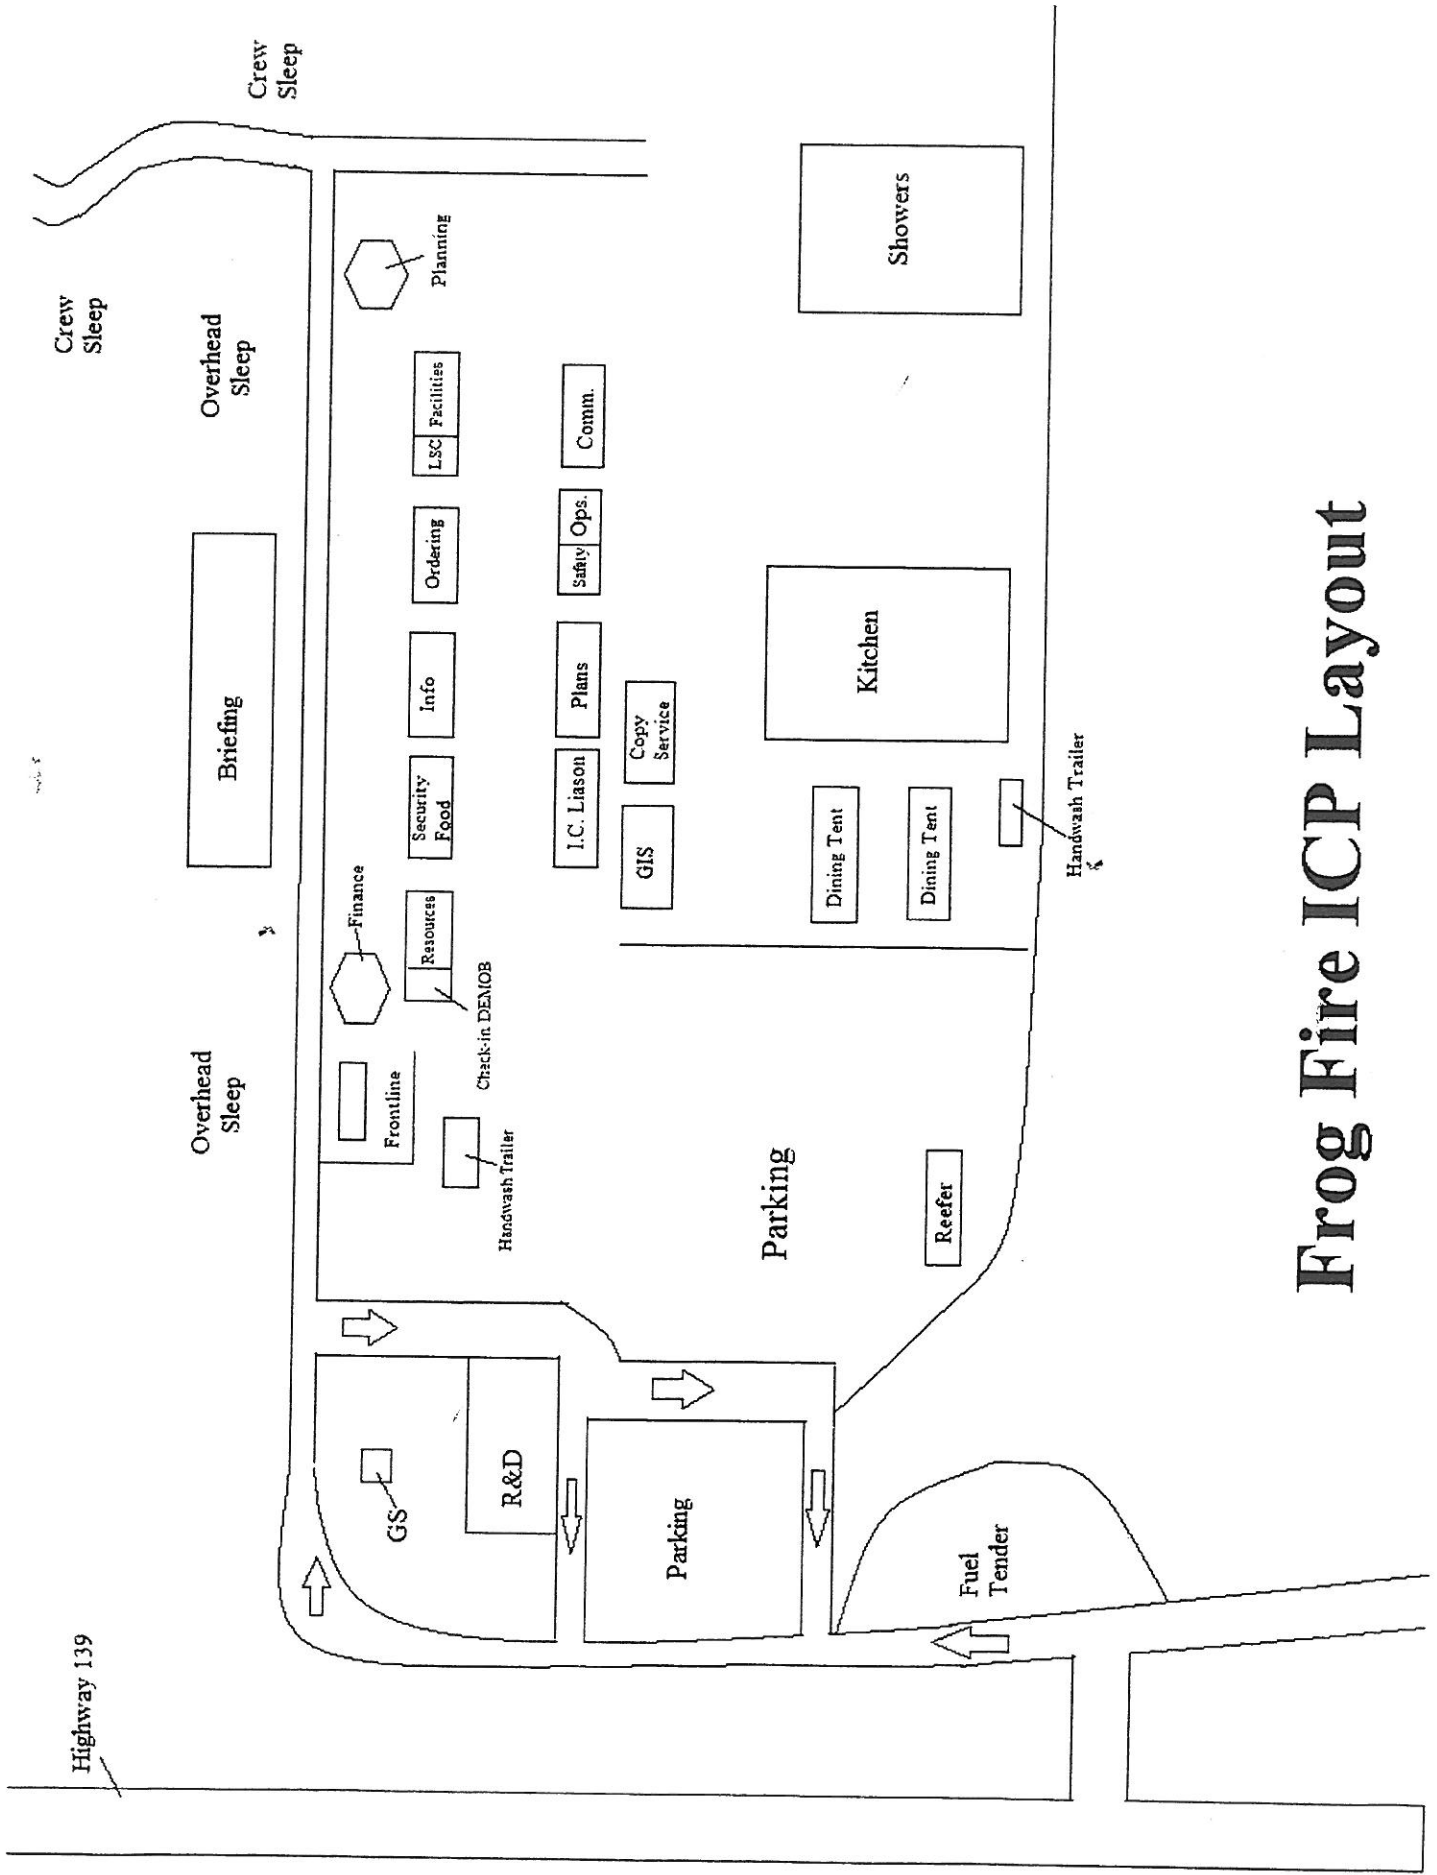 Highway 139
Crew
Sleep
Crew
Sleep
Overhead
Sleep
Overhead
Sleep
Briefing
Planning
Finance
Frontline
Handwash Trailer
Check-in DEMOB
Resources
Security
Food
Info
Ordering
LSC
Facilities
I.C. Liason
Plans
Safety
Ops.
Comm.
GIS
Copy
Service
GS
R&D
Parking
Parking
Reefer
Dining Tent
Dining Tent
Kitchen
Showers
Handwash Trailer
Fuel
Tender
Frog Fire ICP Layout